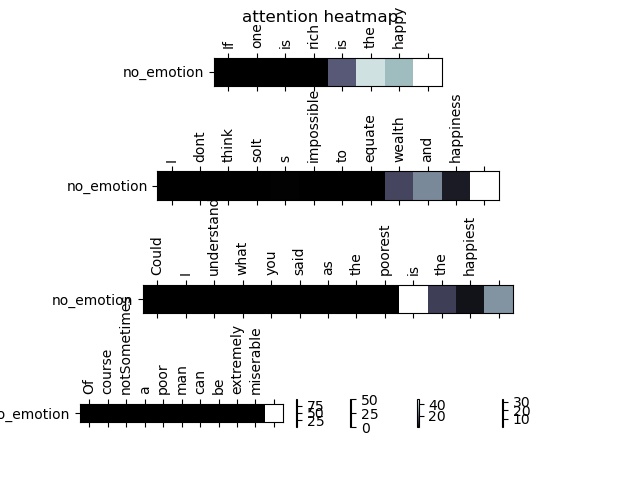 attention heatmap
If one is rich is the happy
no_emotion
I dont think soIt s impossible to equate wealth and happiness
no_emotion
Could I understand what you said as the poorest is the happiest
no_emotion
Of course notSometimes a poor man can be extremely miserable
o_emotion
75 50 25
50 25 0
40 20
30 20 10